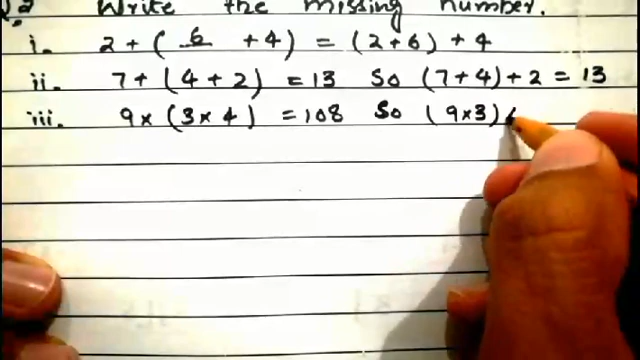 Q.2 Write the missing number.
i. 2 + ( 6 + 4 ) = (2+6) + 4
ii. 7 + ( 4 + 2 ) = 13 So (7+4) + 2 = 13
iii. 9 × ( 3 × 4 ) = 108 So ( 9×3)